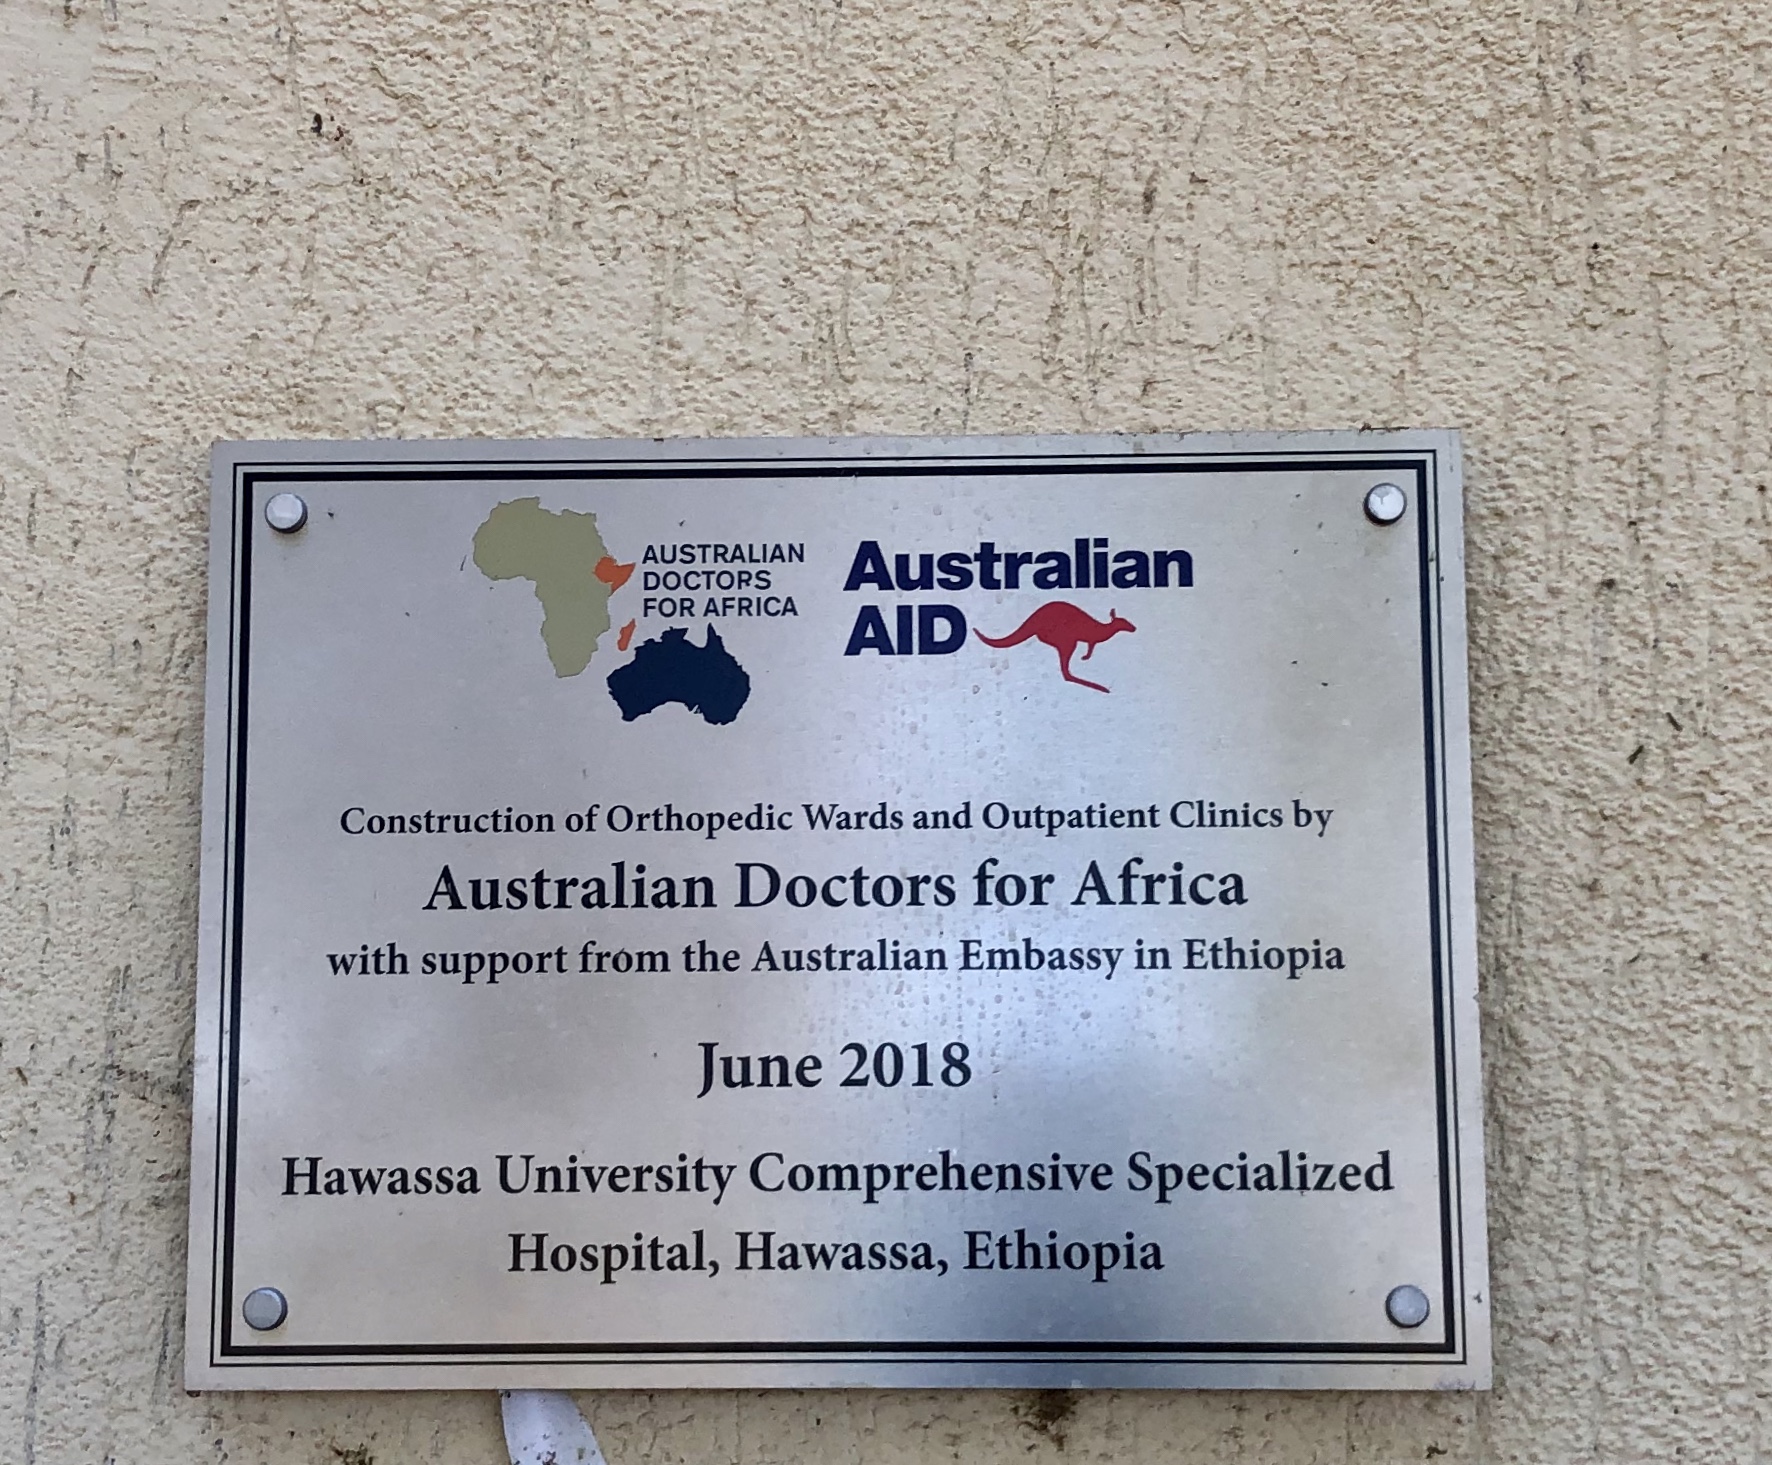 AUSTRALIAN
DOCTORS
FOR AFRICA
Australian
AID
Construction of Orthopedic Wards and Outpatient Clinics by
Australian Doctors for Africa
with support from the Australian Embassy in Ethiopia
June 2018
Hawassa University Comprehensive Specialized
Hospital, Hawassa, Ethiopia